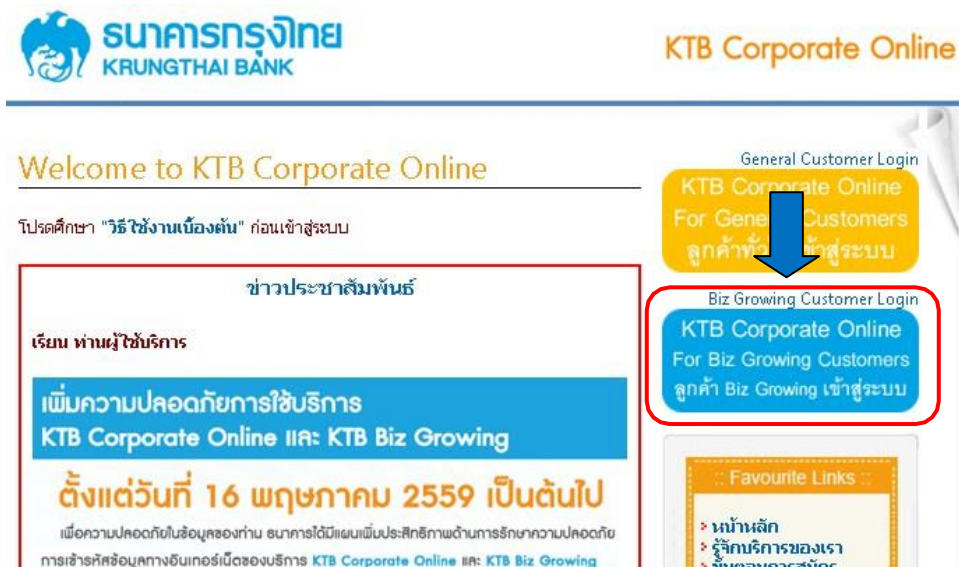 ธนาคารกรุงไทย
KRUNGTHAI BANK
KTB Corporate Online
Welcome to KTB Corporate Online
โปรดศึกษา "วิธีใช้งานเบื้องต้น" ก่อนเข้าสู่ระบบ
ข่าวประชาสัมพันธ์
เรียน ท่านผู้ใช้บริการ
เพิ่มความปลอดภัยการใช้บริการ
KTB Corporate Online และ KTB Biz Growing
ตั้งแต่วันที่ 16 พฤษภาคม 2559 เป็นต้นไป
เพื่อความปลอดภัยในข้อมูลของท่าน ธนาคารได้มีแผนเพิ่มประสิทธิภาพด้านการรักษาความปลอดภัย
การเข้ารหัสข้อมูลทางอินเทอร์เน็ตของบริการ KTB Corporate Online และ KTB Biz Growing
General Customer Login
KTB Corporate Online
For Customers
ลูกค้า เข้าสู่ระบบ
Biz Growing Customer Login
KTB Corporate Online
For Biz Growing Customers
ลูกค้า Biz Growing เข้าสู่ระบบ
:: Favourite Links ::
หน้าหลัก
รู้จักบริการของเรา
ขั้นตอนการสมัคร